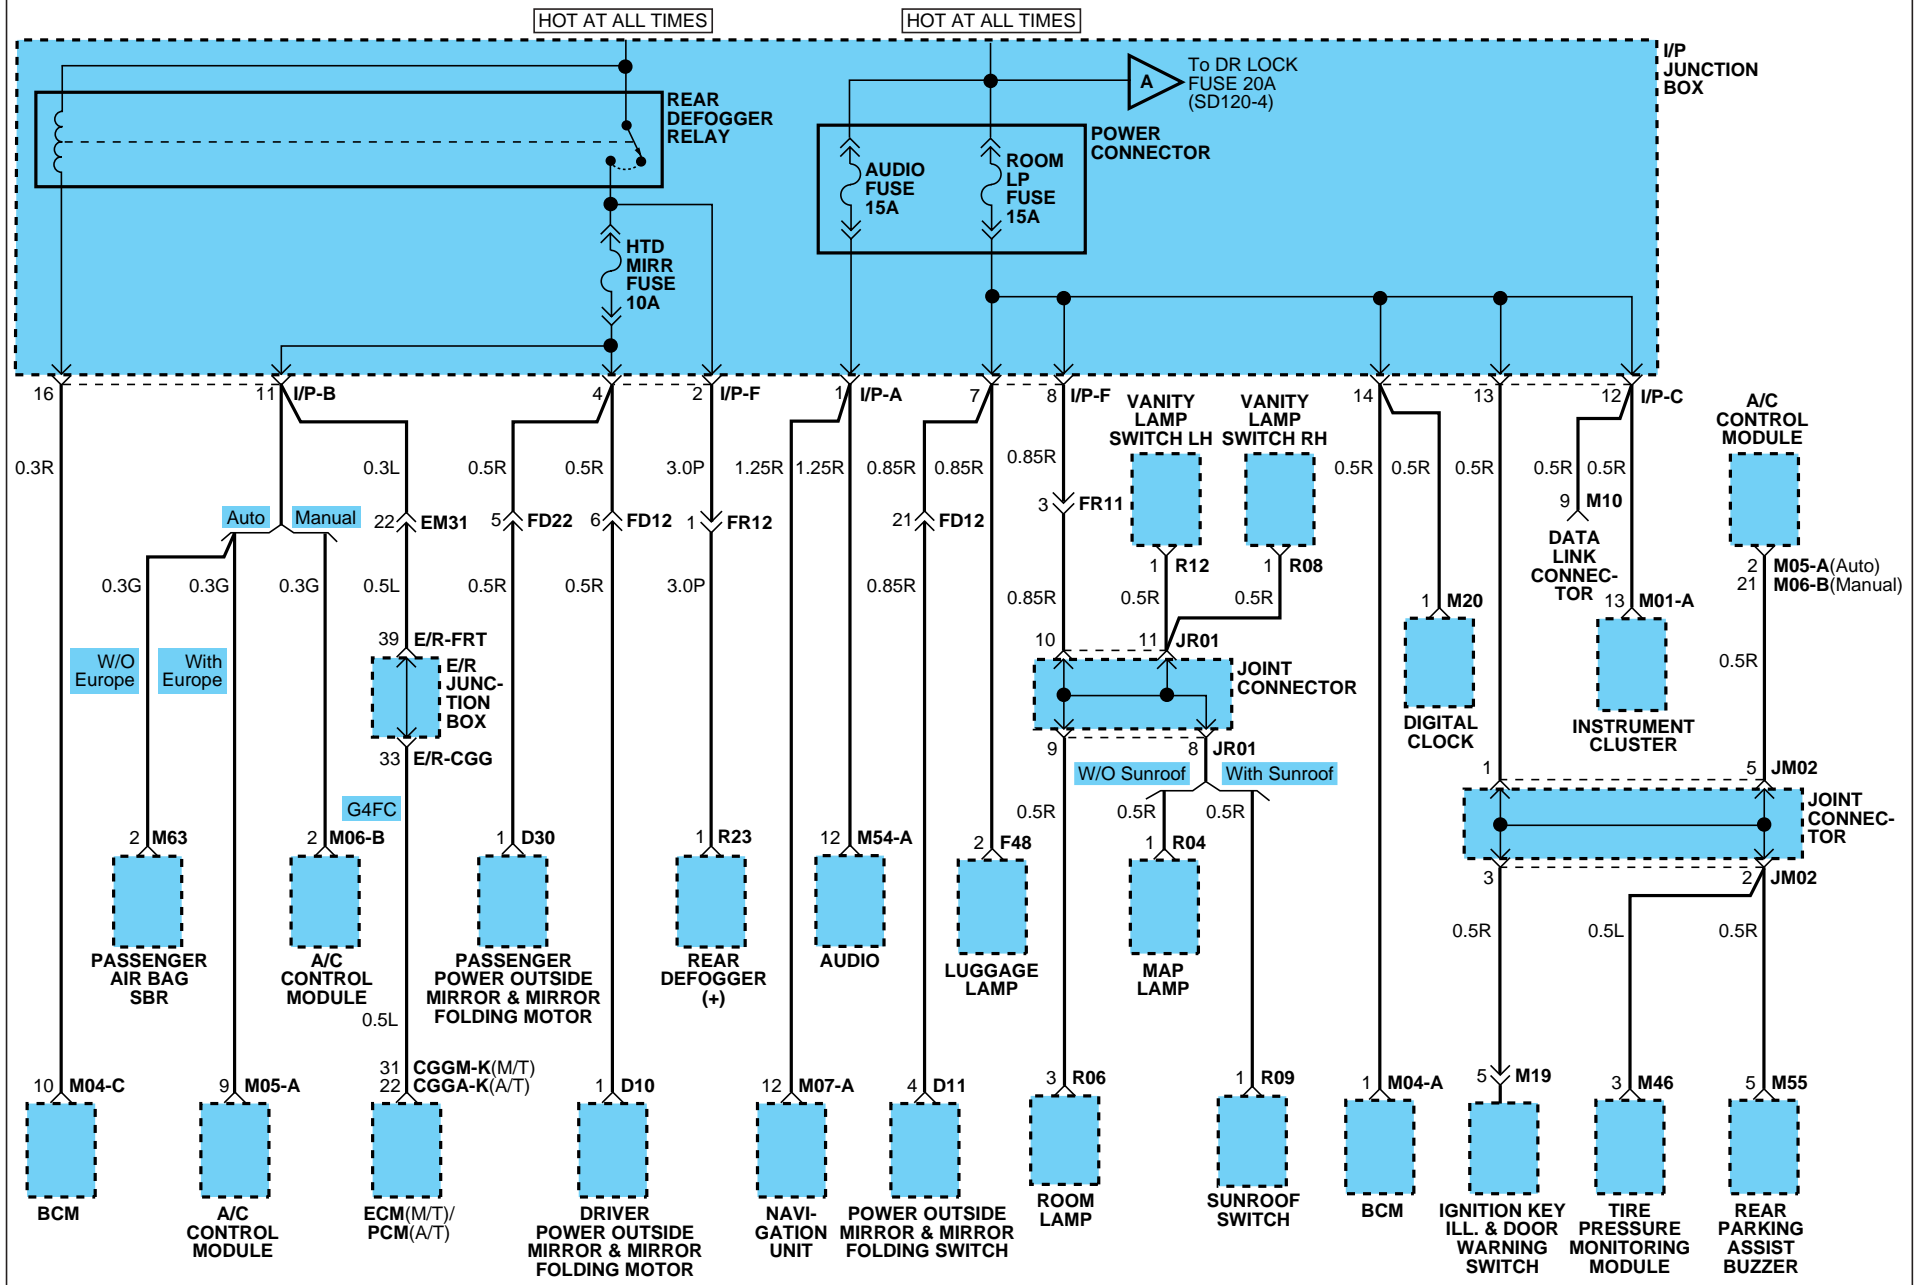 HOT AT ALL TIMES
HOT AT ALL TIMES
I/P
JUNCTION
BOX
A
To DR LOCK
FUSE 20A
(SD120-4)
REAR
DEFOGGER
RELAY
POWER
CONNECTOR
AUDIO
FUSE
15A
ROOM
LP
FUSE
15A
HTD
MIRR
FUSE
10A
16
11
I/P-B
4
2
I/P-F
1
I/P-A
7
8
I/P-F
14
13
12
I/P-C
VANITY
LAMP
SWITCH LH
VANITY
LAMP
SWITCH RH
A/C
CONTROL
MODULE
0.3R
0.3L
0.5R
0.5R
3.0P
1.25R
1.25R
0.85R
0.85R
0.85R
0.5R
0.5R
0.5R
0.5R
0.5R
Auto
Manual
22
EM31
5
FD22
6
FD12
1
FR12
21
FD12
3
FR11
9
M10
DATA
LINK
CONNEC-
TOR
1
R12
1
R08
2
M05-A(Auto)
21
M06-B(Manual)
0.3G
0.3G
0.3G
0.5L
0.5R
0.5R
3.0P
0.85R
0.85R
0.5R
0.5R
1
M20
13
M01-A
39
E/R-FRT
W/O
Europe
With
Europe
E/R
JUNC-
TION
BOX
10
11
JR01
JOINT
CONNECTOR
0.5R
DIGITAL
CLOCK
INSTRUMENT
CLUSTER
33
E/R-CGG
9
8
JR01
W/O Sunroof
With Sunroof
1
5
JM02
G4FC
0.5R
0.5R
0.5R
JOINT
CONNEC-
TOR
2
M63
2
M06-B
1
D30
1
R23
12
M54-A
2
F48
1
R04
3
2
JM02
PASSENGER
AIR BAG
SBR
A/C
CONTROL
MODULE
PASSENGER
POWER OUTSIDE
MIRROR & MIRROR
FOLDING MOTOR
REAR
DEFOGGER
(+)
AUDIO
LUGGAGE
LAMP
MAP
LAMP
0.5R
0.5L
0.5R
0.5L
10
M04-C
9
M05-A
31
CGGM-K(M/T)
22
CGGA-K(A/T)
1
D10
12
M07-A
4
D11
3
R06
1
R09
1
M04-A
5
M19
3
M46
5
M55
BCM
A/C
CONTROL
MODULE
ECM(M/T)/
PCM(A/T)
DRIVER
POWER OUTSIDE
MIRROR & MIRROR
FOLDING MOTOR
NAVI-
GATION
UNIT
POWER OUTSIDE
MIRROR & MIRROR
FOLDING SWITCH
ROOM
LAMP
SUNROOF
SWITCH
BCM
IGNITION KEY
ILL. & DOOR
WARNING
SWITCH
TIRE
PRESSURE
MONITORING
MODULE
REAR
PARKING
ASSIST
BUZZER